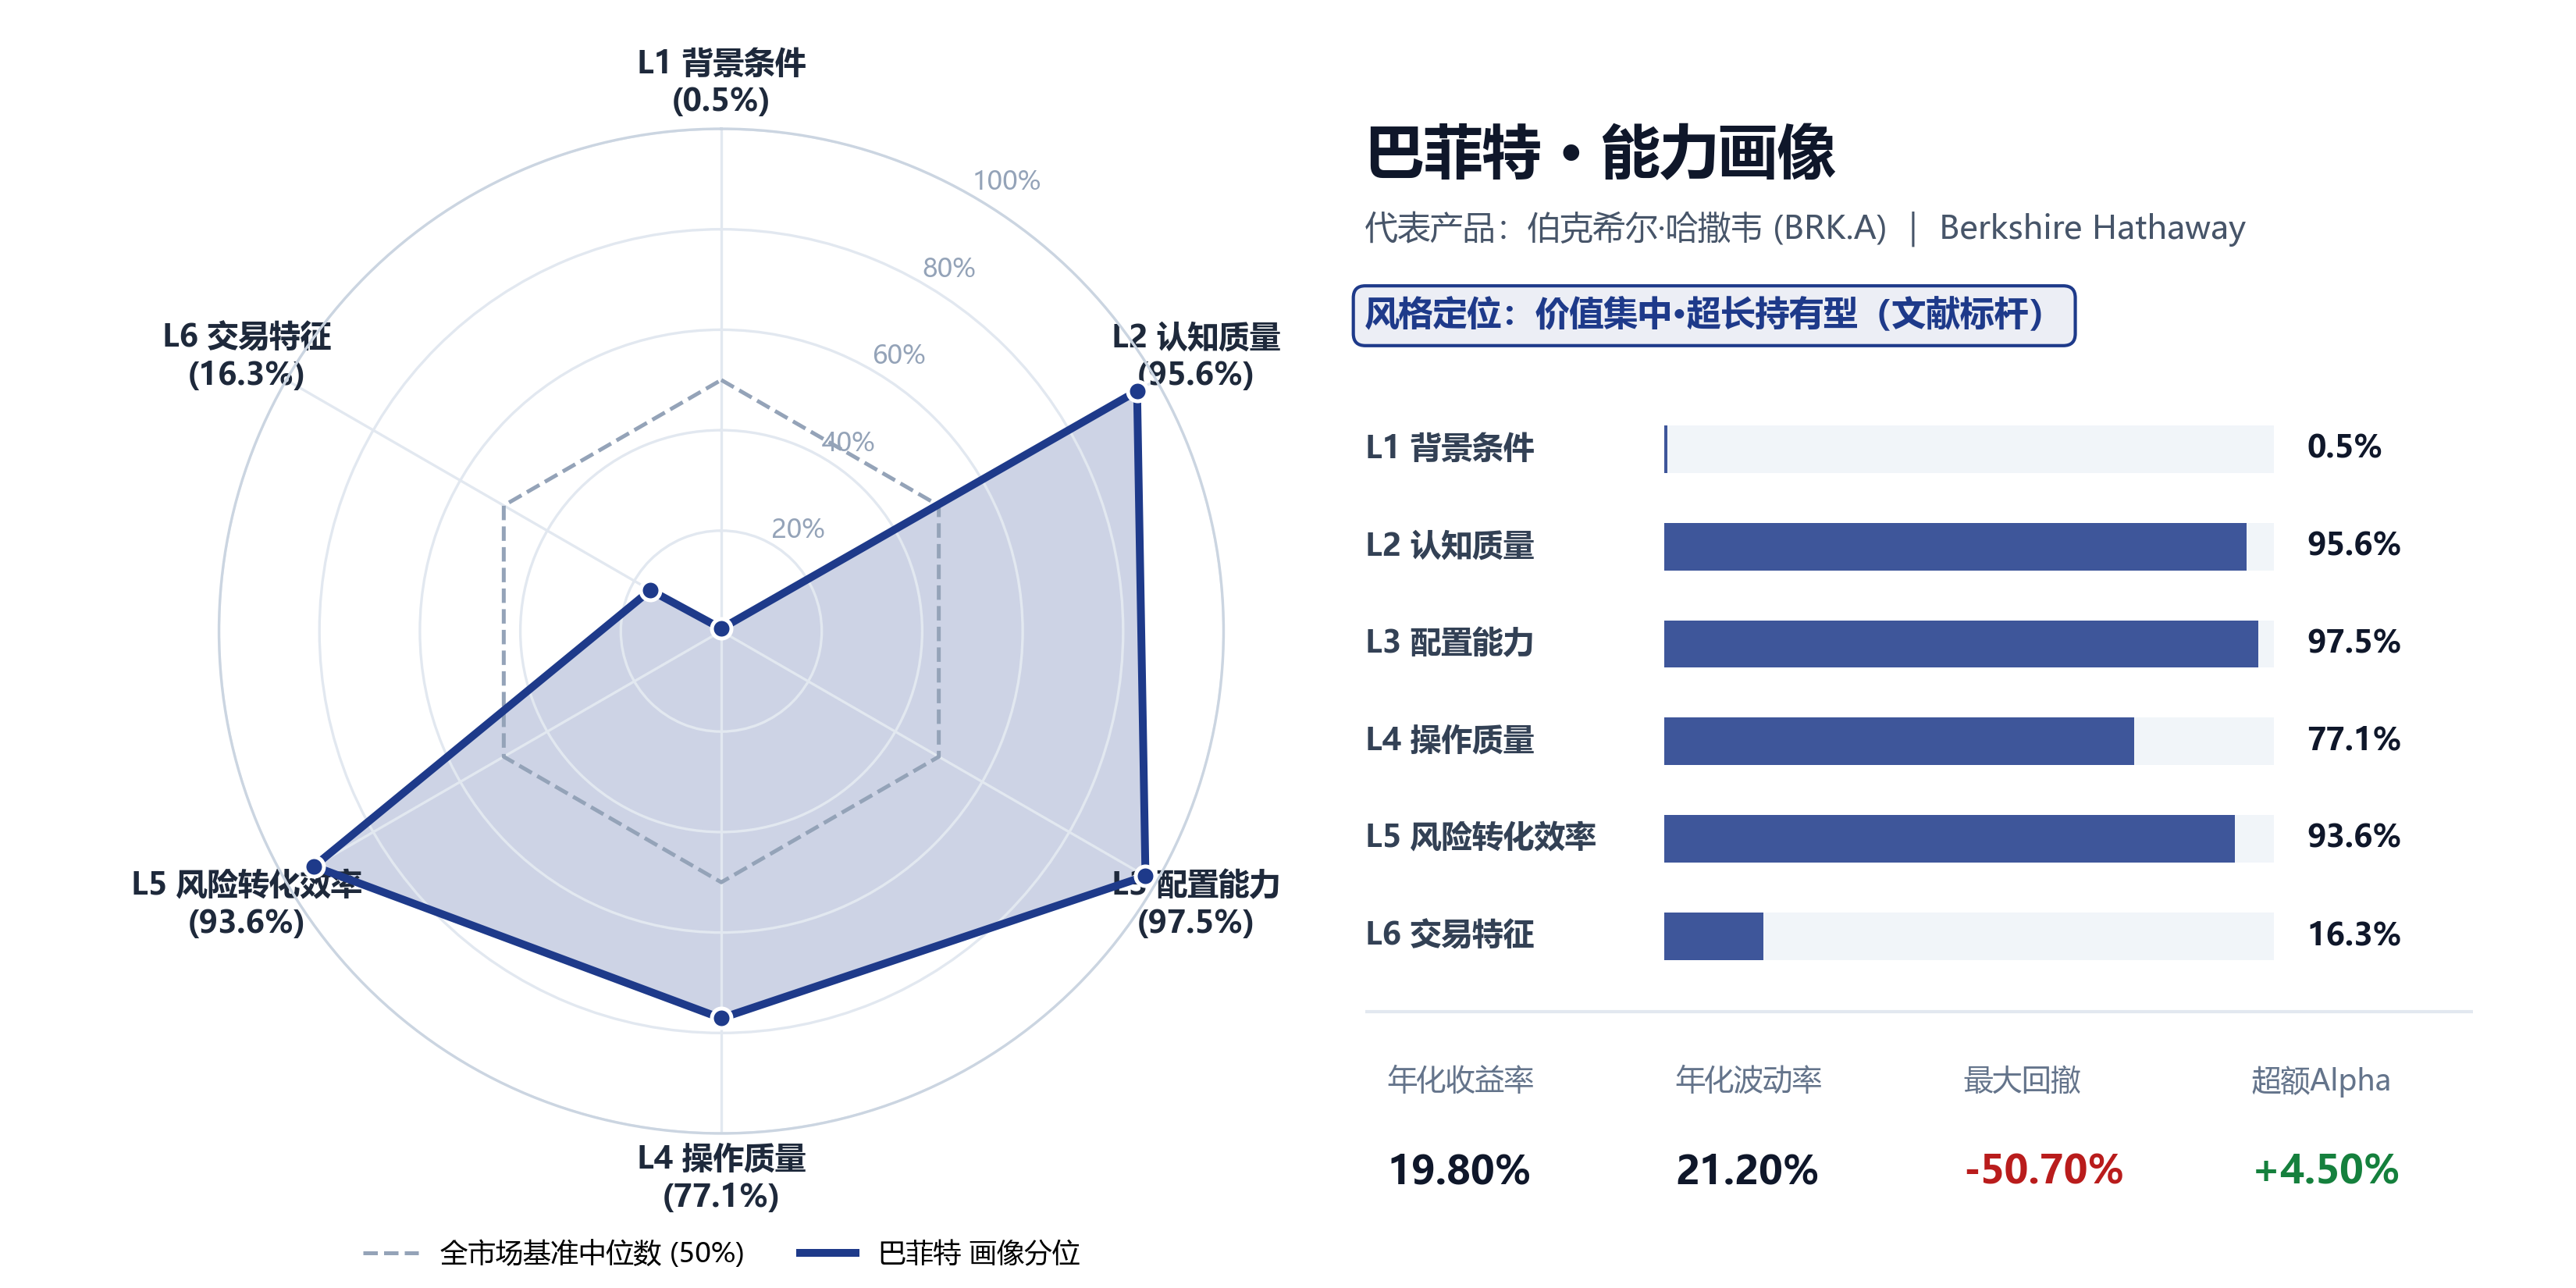 L1 背景条件
(0.5%)
100%
80%
60%
40%
20%
L6 交易特征
(16.3%)
L2 认知质量
(95.6%)
L5 风险转化效率
(93.6%)
L3 配置能力
(97.5%)
L4 操作质量
(77.1%)
全市场基准中位数 (50%)
巴菲特 画像分位
巴菲特·能力画像
代表产品：伯克希尔·哈撒韦 (BRK.A) | Berkshire Hathaway
风格定位：价值集中·超长持有型（文献标杆）
L1 背景条件 0.5%
L2 认知质量 95.6%
L3 配置能力 97.5%
L4 操作质量 77.1%
L5 风险转化效率 93.6%
L6 交易特征 16.3%
年化收益率 年化波动率 最大回撤 超额Alpha
19.80% 21.20% -50.70% +4.50%